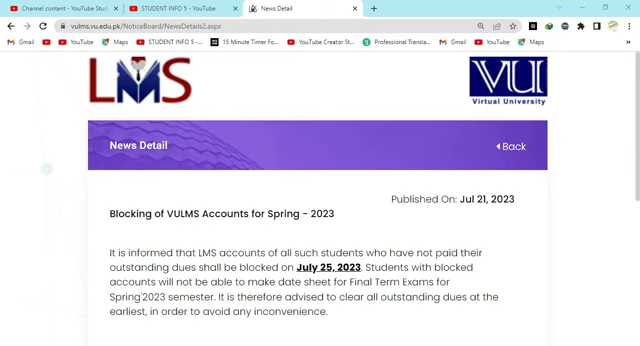 Channel content - YouTube Stud
STUDENT INFO 5 - YouTube
News Detail
vulms.vu.edu.pk/NoticeBoard/NewsDetails2.aspx
Gmail YouTube Maps STUDENT INFO 5 - 15 Minute Timer Fo... YouTube Creator St... Professional Transla... Gmail YouTube Maps
LMS
VU
Virtual University
News Detail
Back
Published On: Jul 21, 2023
Blocking of VULMS Accounts for Spring - 2023
It is informed that LMS accounts of all such students who have not paid their
outstanding dues shall be blocked on July 25, 2023. Students with blocked
accounts will not be able to make date sheet for Final Term Exams for
Spring'2023 semester. It is therefore advised to clear all outstanding dues at the
earliest, in order to avoid any inconvenience.